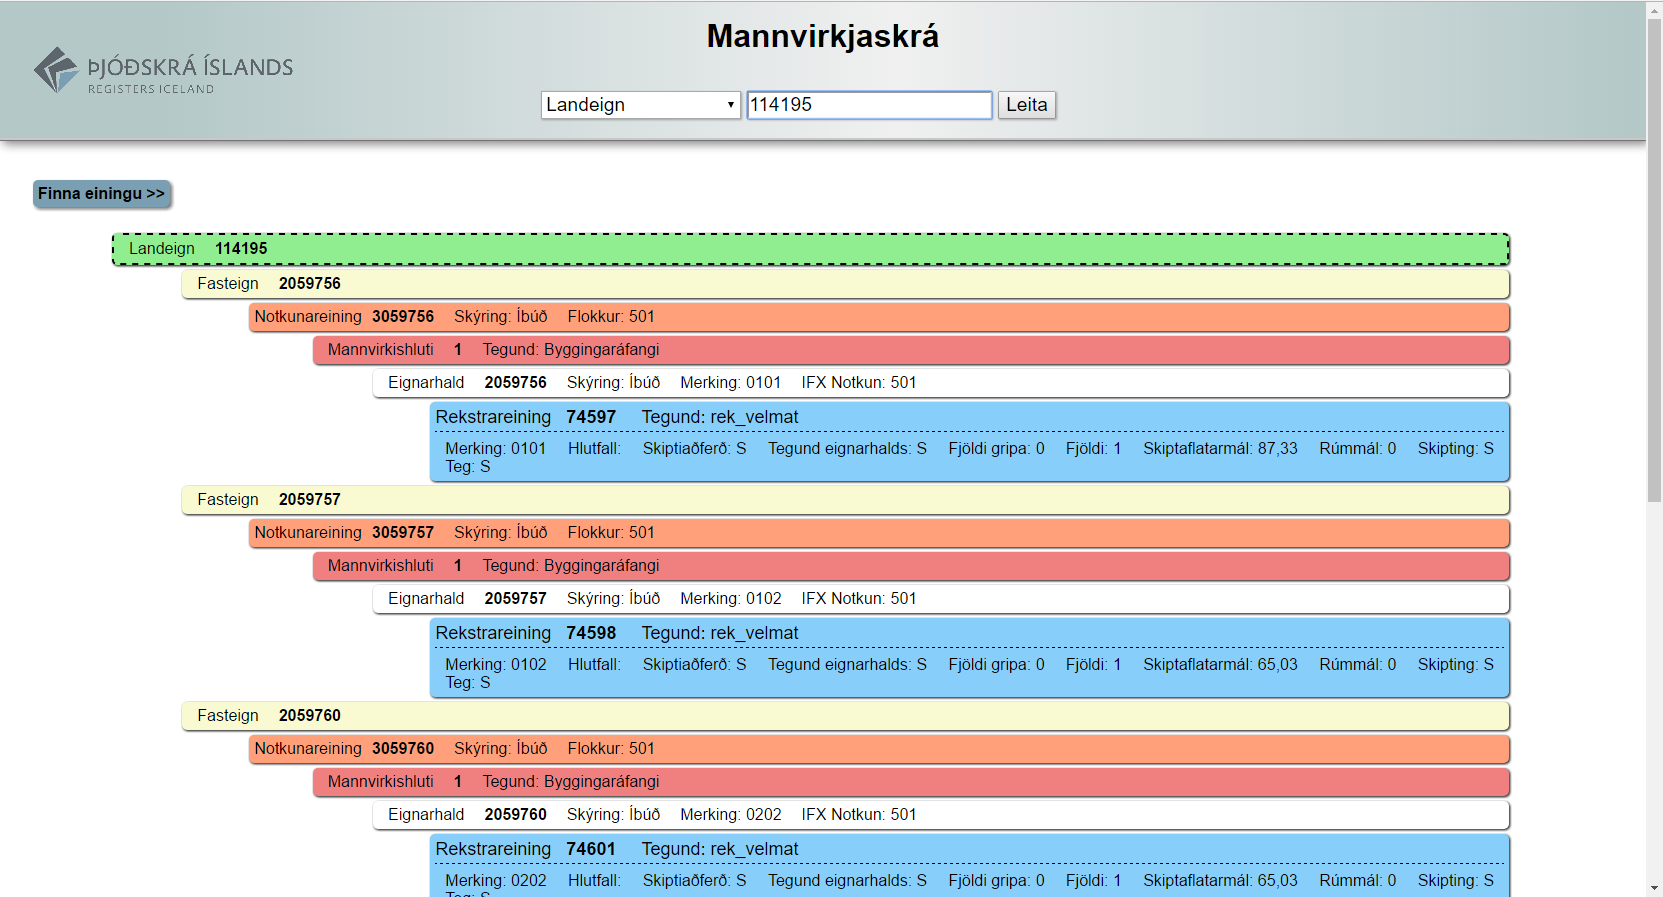 Mannvirkjaskrá
ÞJÓÐSKRÁ ÍSLANDS
REGISTERS ICELAND
Landeign 114195 Leita
Finna einingu >>
Landeign 114195
Fasteign 2059756
Notkunareining 3059756 Skýring: Íbúð Flokkur: 501
Mannvirkishluti 1 Tegund: Byggingaráfangi
Eignarhald 2059756 Skýring: Íbúð Merking: 0101 IFX Notkun: 501
Rekstrareining 74597 Tegund: rek_velmat
Merking: 0101 Hlutfall: Skiptiaðferð: S Tegund eignarhalds: S Fjöldi gripa: 0 Fjöldi: 1 Skiptaflatarmál: 87,33 Rúmmál: 0 Skipting: S
Teg: S
Fasteign 2059757
Notkunareining 3059757 Skýring: Íbúð Flokkur: 501
Mannvirkishluti 1 Tegund: Byggingaráfangi
Eignarhald 2059757 Skýring: Íbúð Merking: 0102 IFX Notkun: 501
Rekstrareining 74598 Tegund: rek_velmat
Merking: 0102 Hlutfall: Skiptiaðferð: S Tegund eignarhalds: S Fjöldi gripa: 0 Fjöldi: 1 Skiptaflatarmál: 65,03 Rúmmál: 0 Skipting: S
Teg: S
Fasteign 2059760
Notkunareining 3059760 Skýring: Íbúð Flokkur: 501
Mannvirkishluti 1 Tegund: Byggingaráfangi
Eignarhald 2059760 Skýring: Íbúð Merking: 0202 IFX Notkun: 501
Rekstrareining 74601 Tegund: rek_velmat
Merking: 0202 Hlutfall: Skiptiaðferð: S Tegund eignarhalds: S Fjöldi gripa: 0 Fjöldi: 1 Skiptaflatarmál: 65,03 Rúmmál: 0 Skipting: S